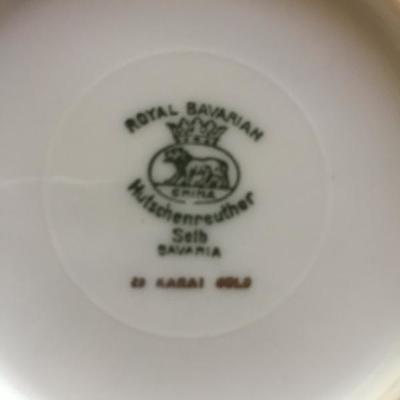 ROYAL BAVARIAN
CHINA
Hutschenreuther
Selb
BAVARIA
KARAT GOLD